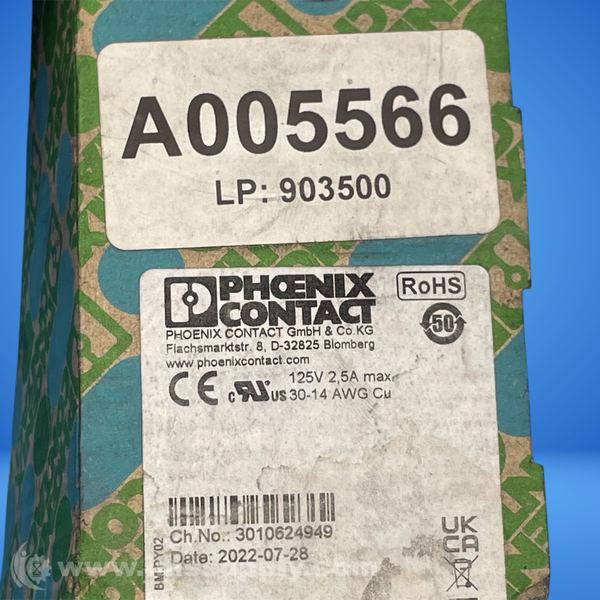 A005566
LP: 903500
PHŒNIX
CONTACT
RoHS
50
PHOENIX CONTACT GmbH & Co.KG
Flachsmarktstr. 8, D-32825 Blomberg
www.phoenixcontact.com
CE c US 125V 2,5A max.
30-14 AWG Cu
BM:PY02
Ch.No.: 3010624949
Date: 2022-07-28
UK
CA